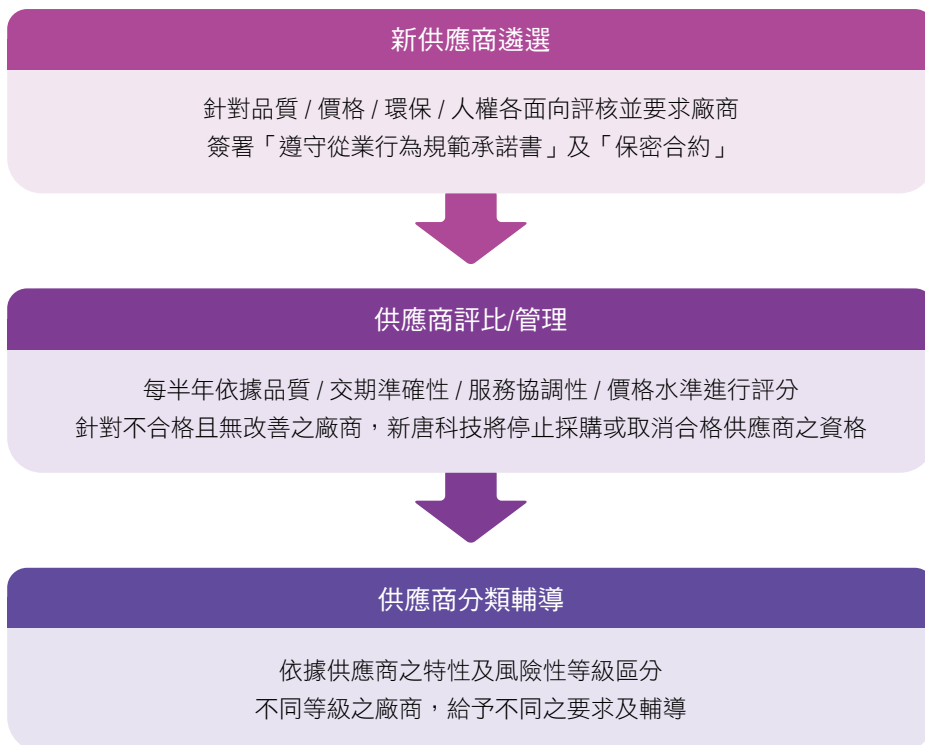 新供應商遴選
針對品質 / 價格 / 環保 / 人權各面向評核並要求廠商
簽署「遵守從業行為規範承諾書」及「保密合約」
供應商評比/管理
每半年依據品質 / 交期準確性 / 服務協調性 / 價格水準進行評分
針對不合格且無改善之廠商，新唐科技將停止採購或取消合格供應商之資格
供應商分類輔導
依據供應商之特性及風險性等級區分
不同等級之廠商，給予不同之要求及輔導